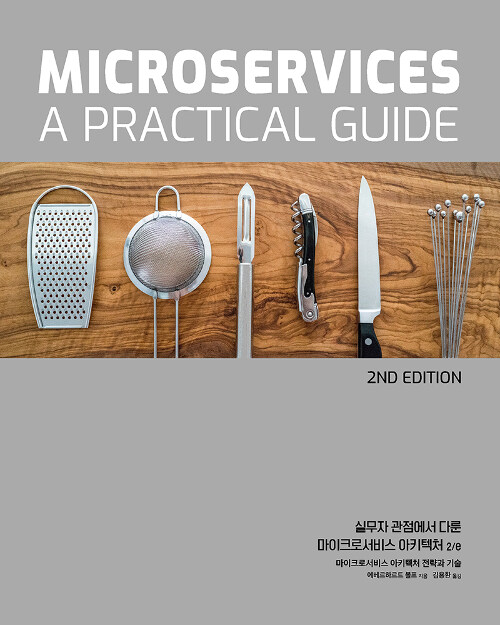 MICROSERVICES
A PRACTICAL GUIDE
2ND EDITION
실무자 관점에서 다룬
마이크로서비스 아키텍처 2/e
마이크로서비스 아키텍처 전략과 기술
에베르하르트 볼프 지음 김용환 옮김